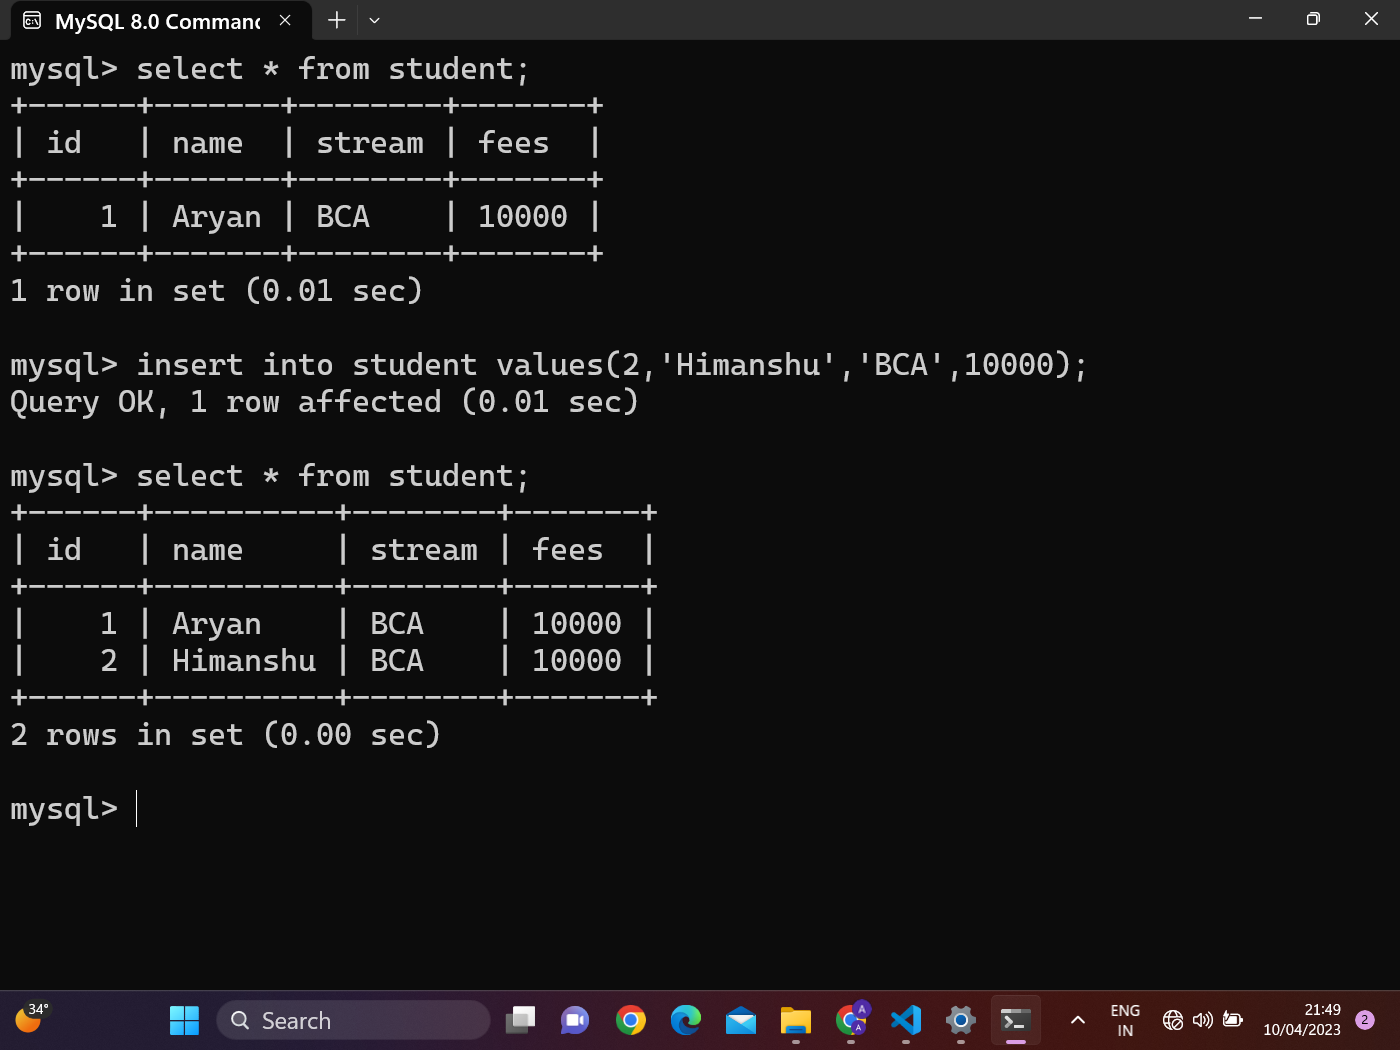 MySQL 8.0 Comman
mysql> select * from student;
+------+-------+--------+-------+
| id   | name  | stream | fees  |
+------+-------+--------+-------+
|    1 | Aryan | BCA    | 10000 |
+------+-------+--------+-------+
1 row in set (0.01 sec)

mysql> insert into student values(2,'Himanshu','BCA',10000);
Query OK, 1 row affected (0.01 sec)

mysql> select * from student;
+------+----------+--------+-------+
| id   | name     | stream | fees  |
+------+----------+--------+-------+
|    1 | Aryan    | BCA    | 10000 |
|    2 | Himanshu | BCA    | 10000 |
+------+----------+--------+-------+
2 rows in set (0.00 sec)

mysql>
34°
Search
A
A
ENG
IN
21:49
10/04/2023
2